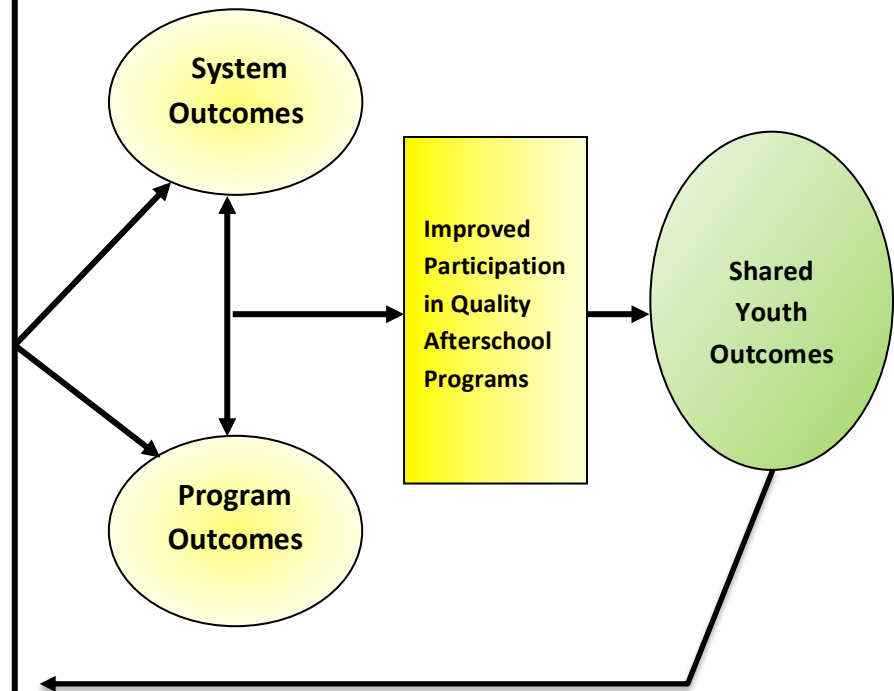 System
Outcomes
Improved
Participation
in Quality
Afterschool
Programs
Shared
Youth
Outcomes
Program
Outcomes